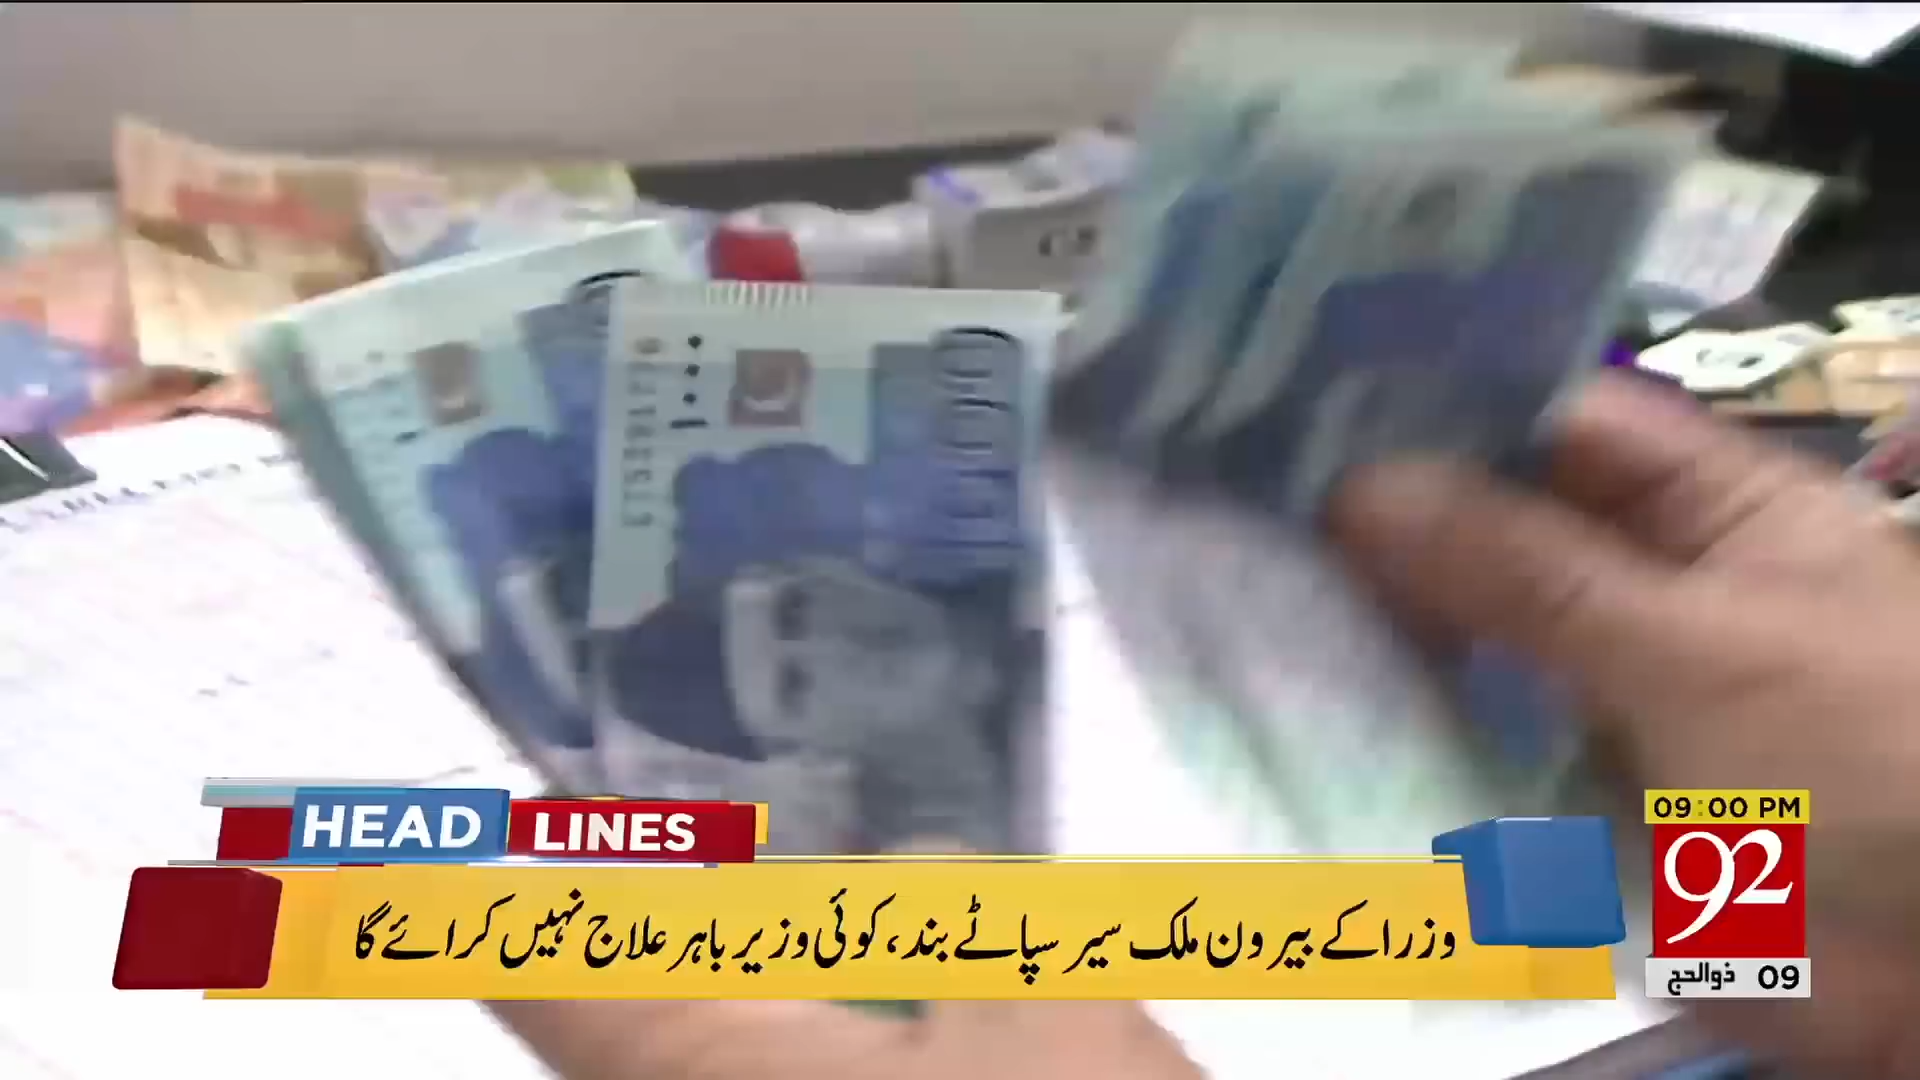 HEAD LINES
وزرا کے بیرون ملک سیر سپاٹے بند، کوئی وزیر باہر علاج نہیں کرائے گا
09:00 PM
92
09 ذوالحج